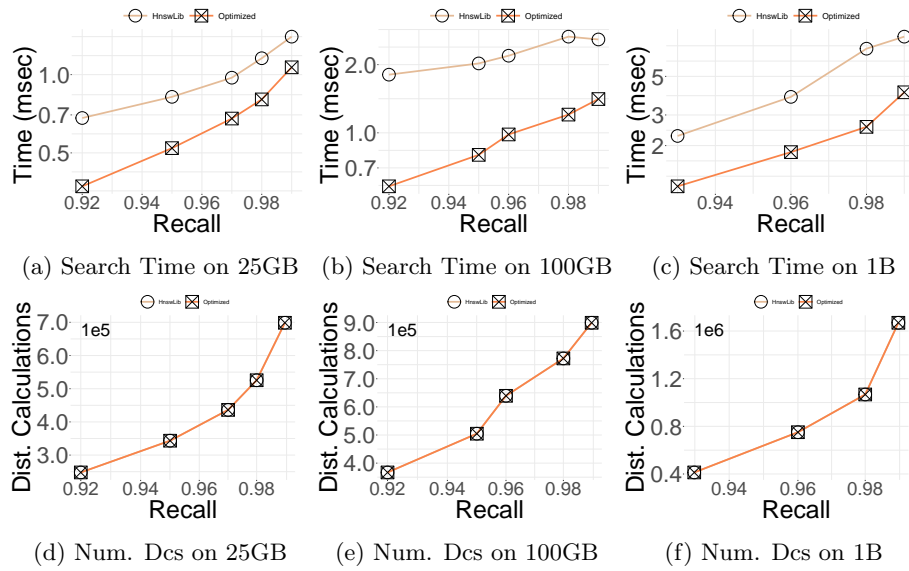 HnswLib Optimized
HnswLib Optimized
HnswLib Optimized
Time (msec)
1.0
0.7
0.5
0.92 0.94 0.96 0.98
Recall
Time (msec)
2.0
1.0
0.7
0.92 0.94 0.96 0.98
Recall
Time (msec)
5
3
2
0.94 0.96 0.98
Recall
(a) Search Time on 25GB
(b) Search Time on 100GB
(c) Search Time on 1B
HnswLib Optimized
HnswLib Optimized
HnswLib Optimized
Dist. Calculations
1e5
7.0
6.0
5.0
4.0
3.0
0.92 0.94 0.96 0.98
Recall
Dist. Calculations
1e5
9.0
8.0
7.0
6.0
5.0
4.0
0.92 0.94 0.96 0.98
Recall
Dist. Calculations
1e6
1.6
1.2
0.8
0.4
0.94 0.96 0.98
Recall
(d) Num. Dcs on 25GB
(e) Num. Dcs on 100GB
(f) Num. Dcs on 1B